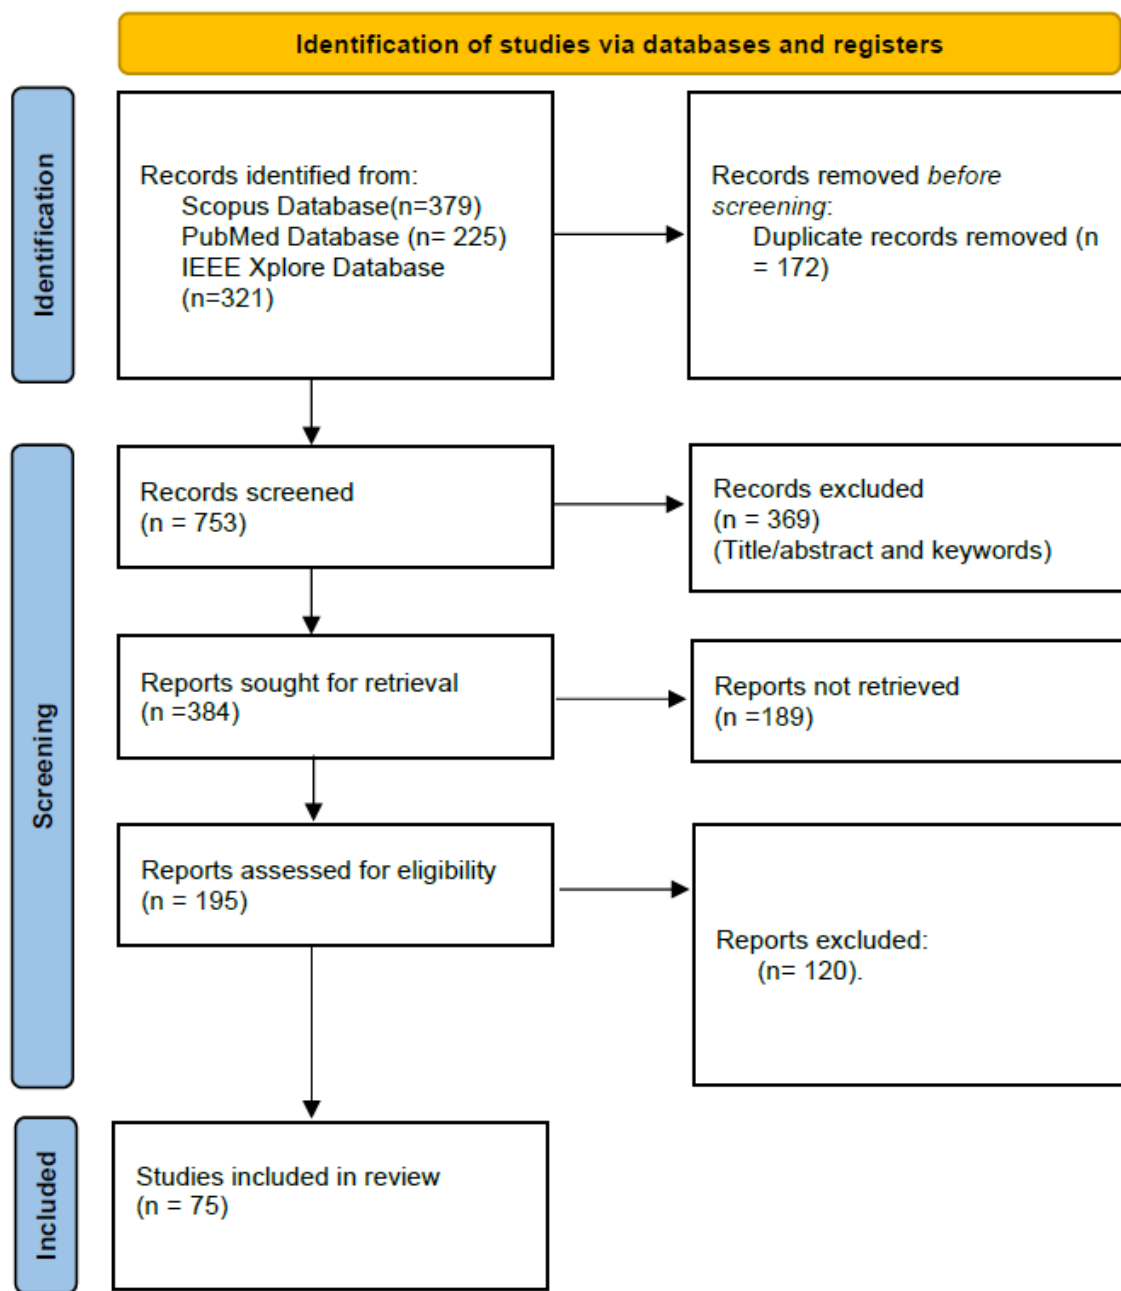 Identification of studies via databases and registers
Identification
Records identified from:
Scopus Database(n=379)
PubMed Database (n= 225)
IEEE Xplore Database
(n=321)
Records removed before
screening:
Duplicate records removed (n
= 172)
Screening
Records screened
(n = 753)
Records excluded
(n = 369)
(Title/abstract and keywords)
Reports sought for retrieval
(n =384)
Reports not retrieved
(n =189)
Reports assessed for eligibility
(n = 195)
Reports excluded:
(n= 120).
Included
Studies included in review
(n = 75)